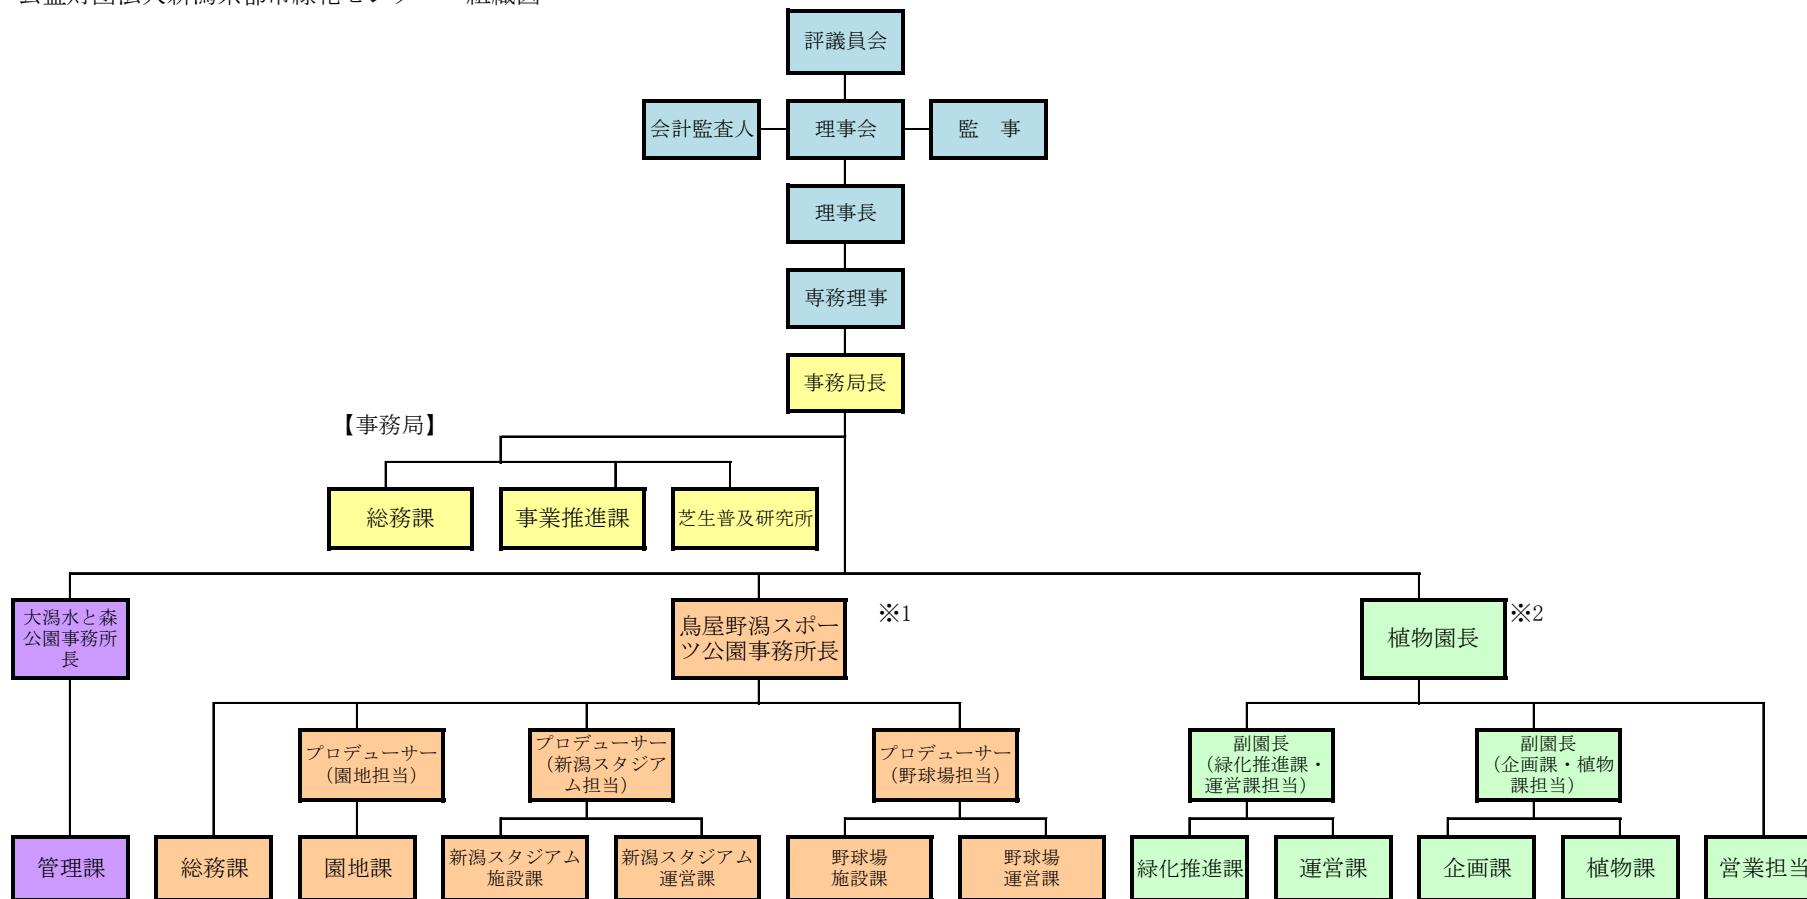 評議員会
会計監査人
理事会
監　事
理事長
専務理事
事務局長
【事務局】
総務課
事業推進課
芝生普及研究所
大潟水と森
公園事務所
長
鳥屋野潟スポー
ツ公園事務所長
※1
植物園長
※2
プロデューサー
（園地担当）
プロデューサー
（新潟スタジア
ム担当）
プロデューサー
（野球場担当）
副園長
（緑化推進課・
運営課担当）
副園長
（企画課・植物
課担当）
管理課
総務課
園地課
新潟スタジアム
施設課
新潟スタジアム
運営課
野球場
施設課
野球場
運営課
緑化推進課
運営課
企画課
植物課
営業担当